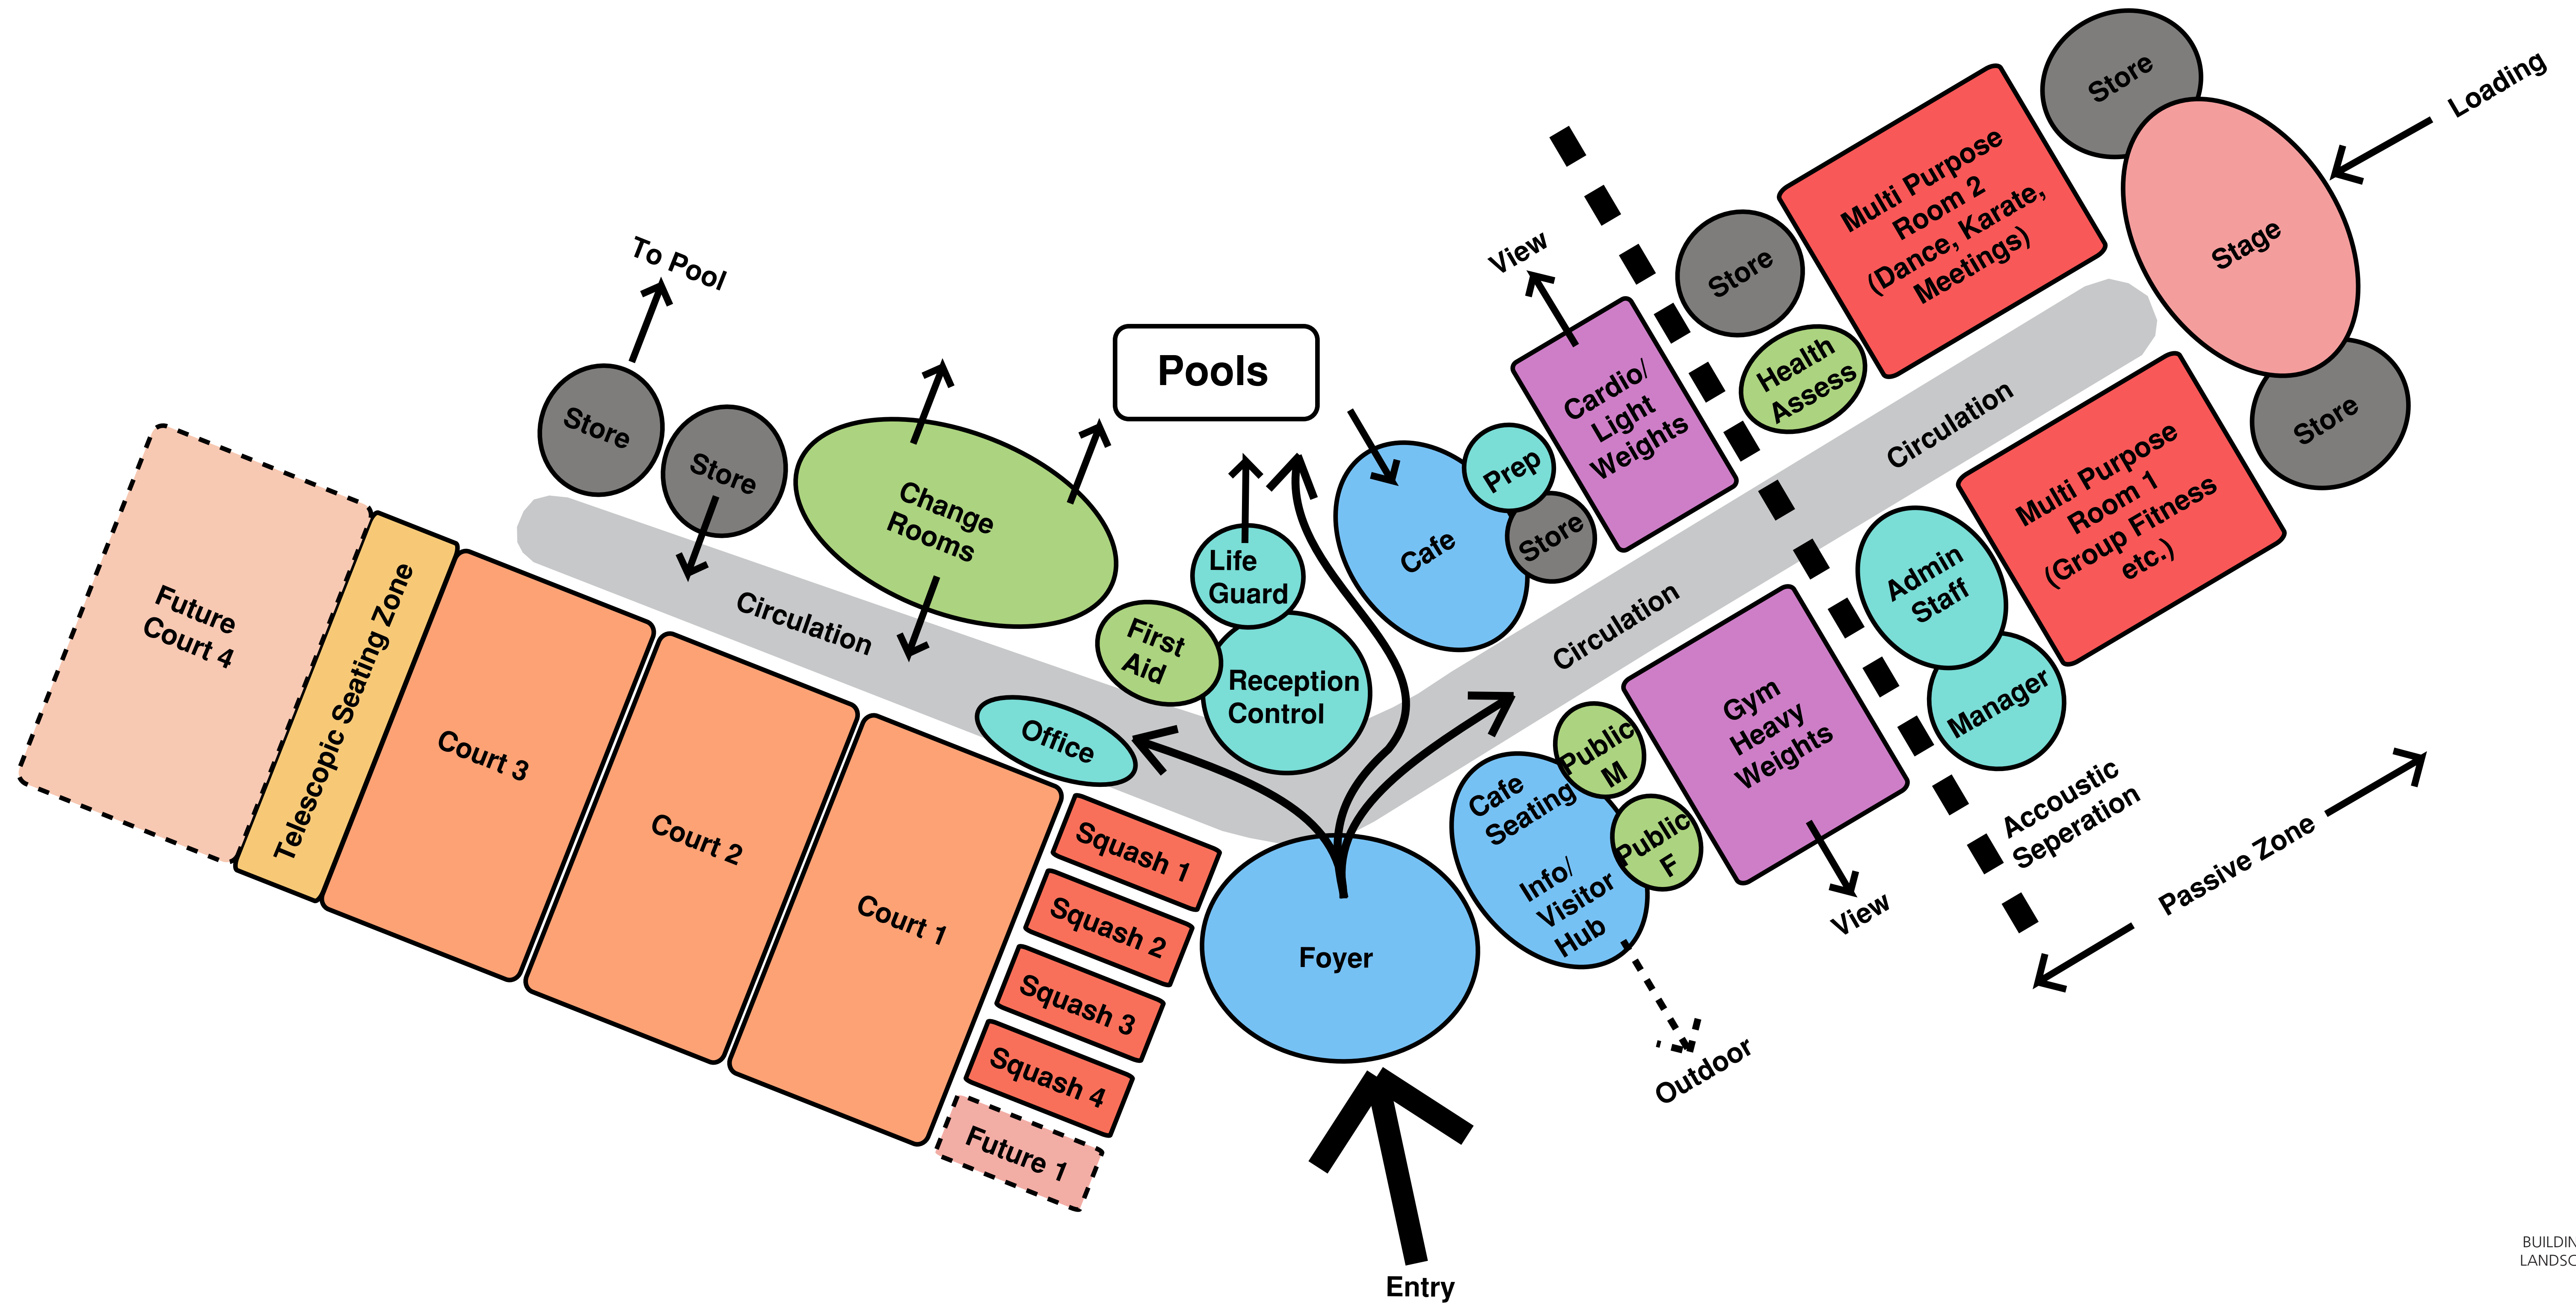 Store
Loading
Multi Purpose
Room 2
(Dance, Karate,
Meetings)
Stage
To Pool
View
Store
Pools
Health
Assess
Cardio/
Light
Weights
Circulation
Store
Store
Store
Change
Rooms
Prep
Store
Cafe
Multi Purpose
Room 1
(Group Fitness
etc.)
Life
Guard
Admin
Staff
Future
Court 4
Telescopic Seating Zone
Circulation
First
Aid
Circulation
Reception
Control
Office
Gym
Heavy
Weights
Manager
Court 3
Public
M
Cafe
Seating
Court 2
Public
F
Squash 1
Accoustic
Seperation
Passive Zone
Info/
Visitor
Hub
Court 1
View
Squash 2
Foyer
Squash 3
Squash 4
Outdoor
Future 1
Entry
BUILDIN
LANDSC